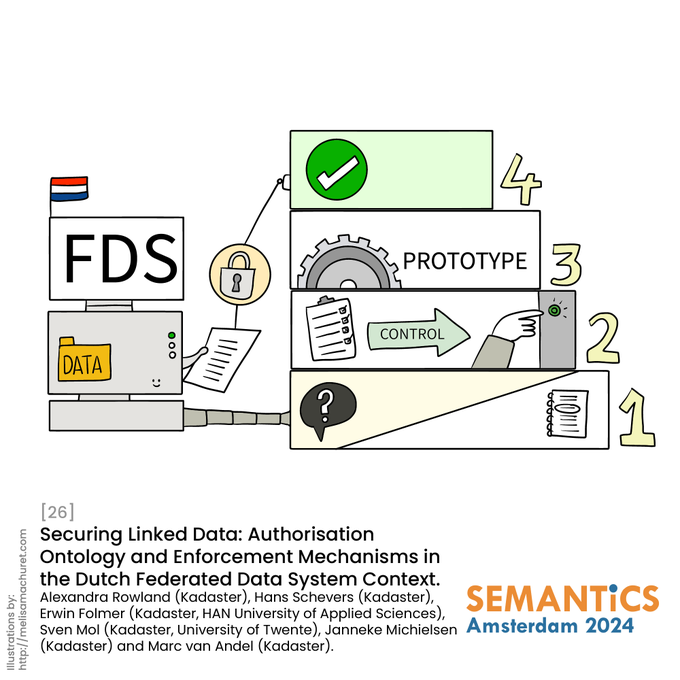 4
FDS
PROTOTYPE
3
DATA
CONTROL
2
?
1
[26]
Securing Linked Data: Authorisation
Ontology and Enforcement Mechanisms in
the Dutch Federated Data System Context.
Alexandra Rowland (Kadaster), Hans Schevers (Kadaster),
Erwin Folmer (Kadaster, HAN University of Applied Sciences),
Sven Mol (Kadaster, University of Twente), Janneke Michielsen
(Kadaster) and Marc van Andel (Kadaster).
SEMANTiCS
Amsterdam 2024
Illustrations by:
http://melisamachuret.com